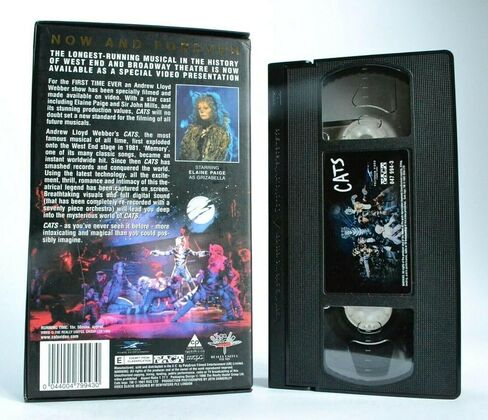 NOW AND FOREVER
THE LONGEST-RUNNING MUSICAL IN THE HISTORY
OF WEST END AND BROADWAY THEATRE IS NOW
AVAILABLE AS A SPECIAL VIDEO PRESENTATION
For the FIRST TIME EVER an Andrew Lloyd
Webber show has been specially filmed and
made available on video. With a star cast
including Elaine Paige and Sir John Mills, and
its stunning production values, CATS will no
doubt set a new standard for the filming of all
future musicals.
Andrew Lloyd Webber's CATS, the most
famous musical of all time, first exploded
onto the West End stage in 1981. 'Memory',
one of its many classic songs, became an
instant worldwide hit. Since then CATS has
smashed records and conquered the world.
Using the latest technology, all the excite-
ment, thrill, romance and intimacy of this the-
atrical legend has been captured on screen.
Breathtaking visuals and full digital sound
(that has been completely re-recorded with a
seventy piece orchestra) will lead you deep
into the mysterious world of CATS.
CATS - as you've never seen it before - more
intoxicating and magical than you could pos-
sibly imagine.
STARRING
ELAINE PAIGE
AS GRIZABELLA
www.catsvideo.com
E
0 044004 799430
CATS